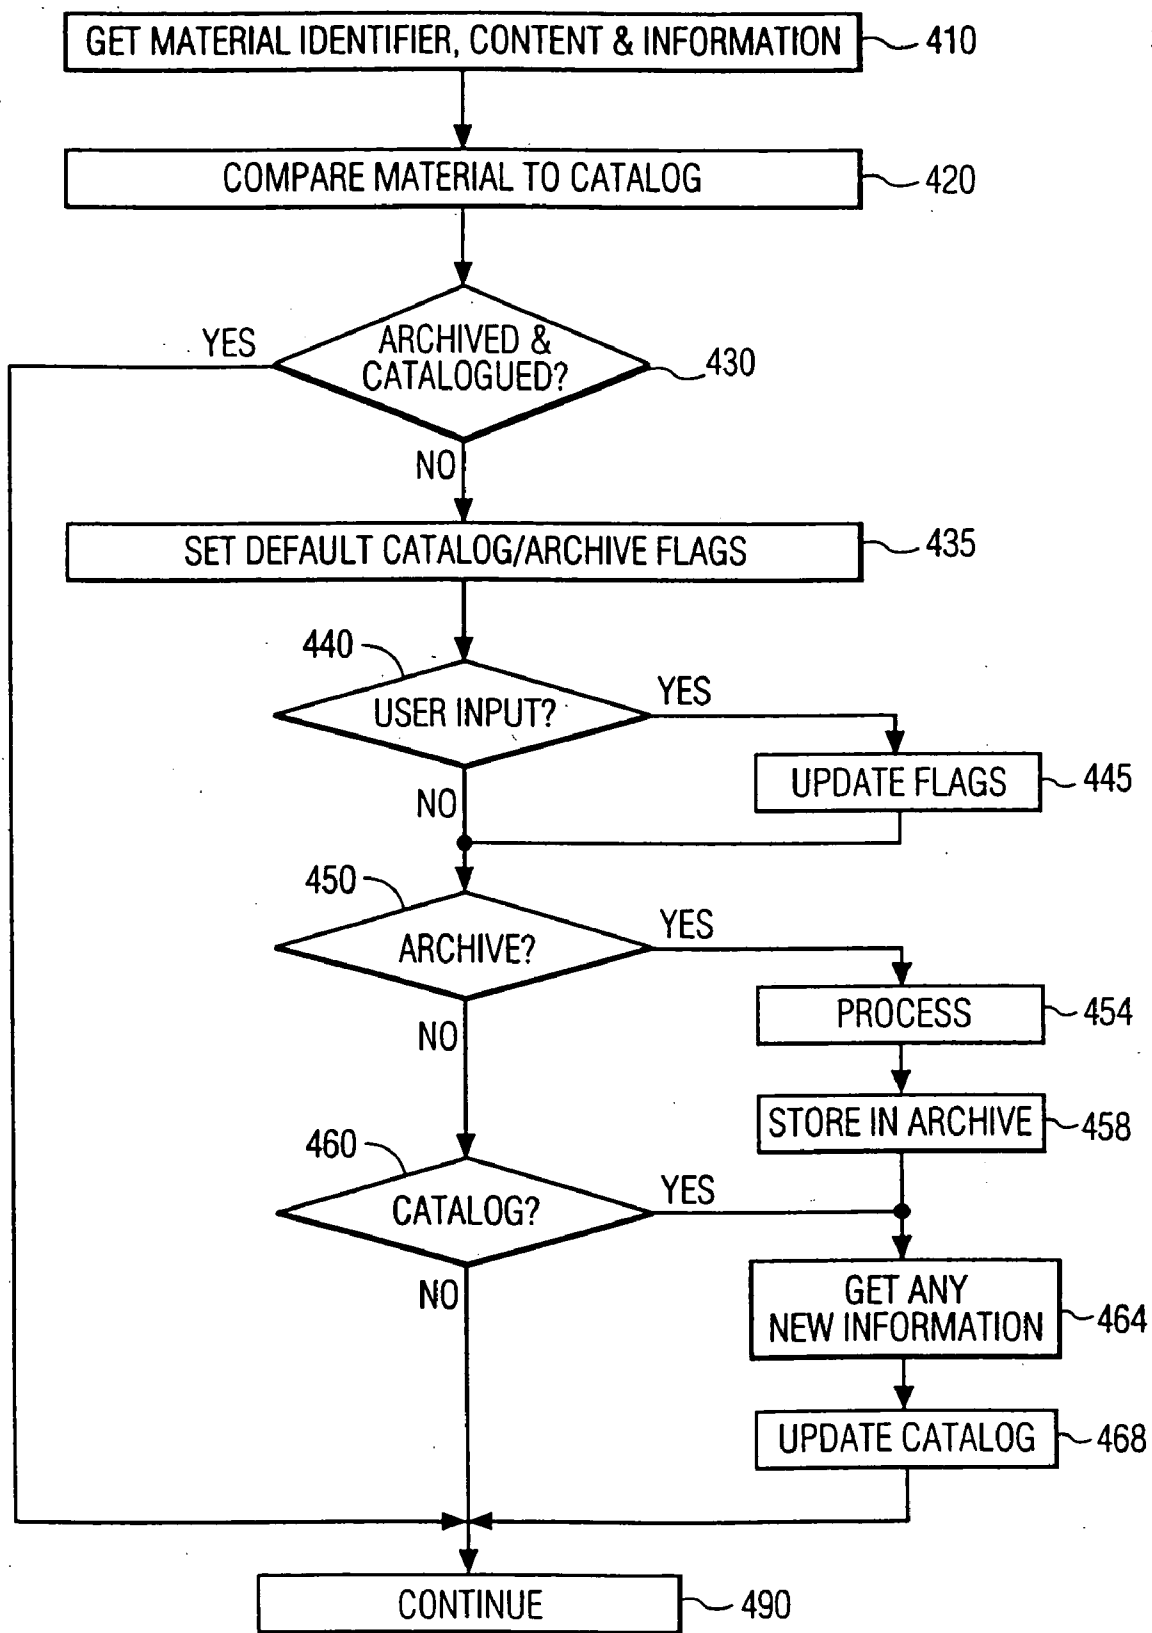 GET MATERIAL IDENTIFIER, CONTENT & INFORMATION
410
COMPARE MATERIAL TO CATALOG
420
YES
ARCHIVED &
CATALOGUED?
430
NO
SET DEFAULT CATALOG/ARCHIVE FLAGS
435
440
USER INPUT?
YES
UPDATE FLAGS
445
NO
450
ARCHIVE?
YES
PROCESS
454
NO
STORE IN ARCHIVE
458
460
CATALOG?
YES
GET ANY
NEW INFORMATION
464
NO
UPDATE CATALOG
468
CONTINUE
490